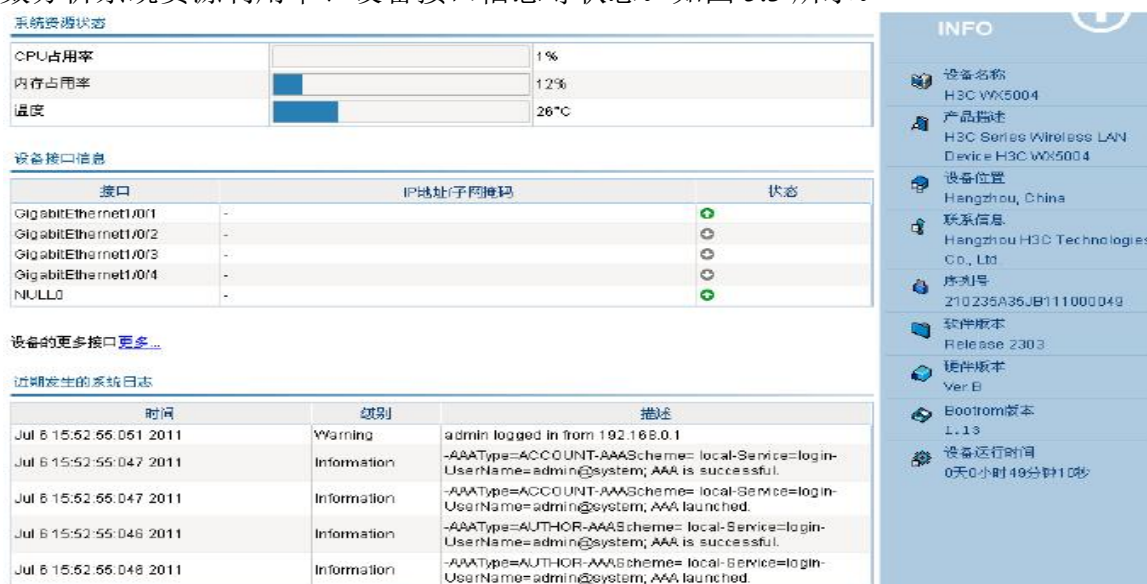 系统资源状态
CPU占用率 1%
内存占用率 12%
温度 26°C
设备接口信息
接口 IP地址/子网掩码 状态
GigabitEthernet1/0/1 -
GigabitEthernet1/0/2 -
GigabitEthernet1/0/3 -
GigabitEthernet1/0/4 -
NULL0 -
设备的更多接口更多...
近期发生的系统日志
时间 级别 描述
Jul 6 15:52:55:051 2011 Warning admin logged in from 192.168.0.1
Jul 6 15:52:55:047 2011 Information -AAAType=ACCOUNT-AAAScheme= local-Service=login-
UserName=admin@system; AAA is successful.
Jul 6 15:52:55:047 2011 Information -AAAType=ACCOUNT-AAAScheme= local-Service=login-
UserName=admin@system; AAA launched.
Jul 6 15:52:55:046 2011 Information -AAAType=AUTHOR-AAAScheme= local-Service=login-
UserName=admin@system; AAA is successful.
Jul 6 15:52:55:046 2011 Information -AAAType=AUTHOR-AAAScheme= local-Service=login-
UserName=admin@system; AAA launched.
INFO
设备名称
H3C WX5004
产品描述
H3C Series Wireless LAN
Device H3C WX5004
设备位置
Hangzhou, China
联系信息
Hangzhou H3C Technologies
Co., Ltd.
序列号
210235A35JB111000049
软件版本
Release 2303
硬件版本
Ver B
Bootrom版本
1.13
设备运行时间
0天0小时49分钟10秒